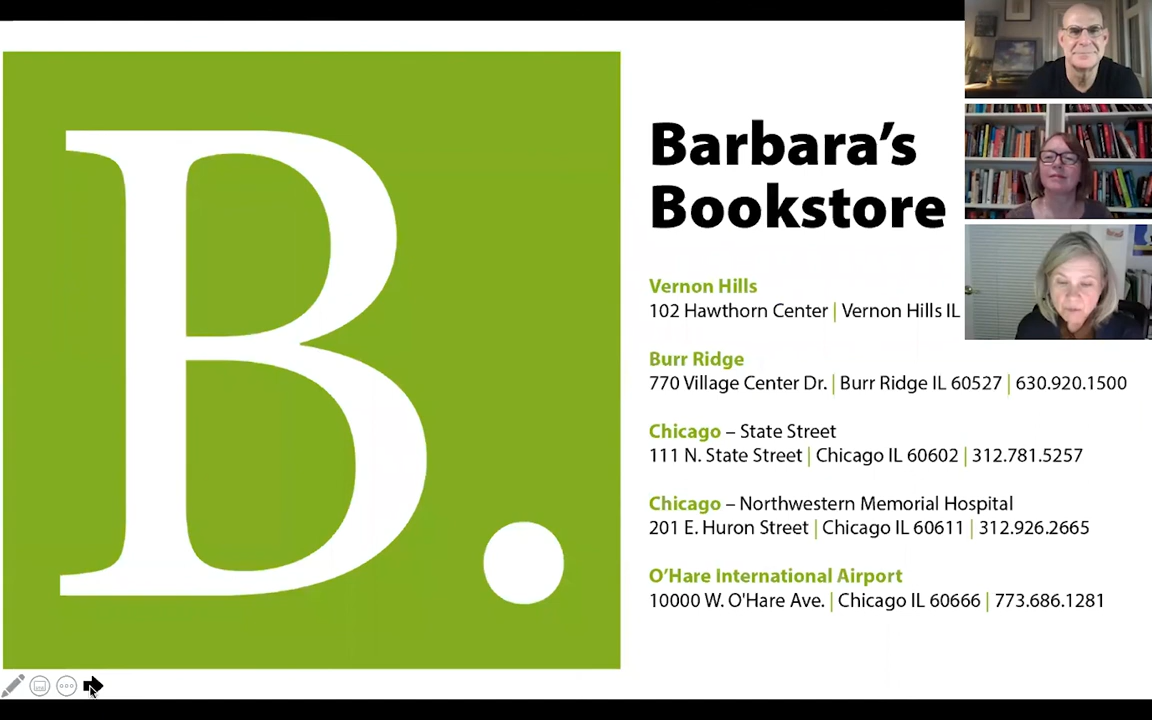 B.
Barbara's
Bookstore
Vernon Hills
102 Hawthorn Center | Vernon Hills IL
Burr Ridge
770 Village Center Dr. | Burr Ridge IL 60527 | 630.920.1500
Chicago – State Street
111 N. State Street | Chicago IL 60602 | 312.781.5257
Chicago – Northwestern Memorial Hospital
201 E. Huron Street | Chicago IL 60611 | 312.926.2665
O’Hare International Airport
10000 W. O'Hare Ave. | Chicago IL 60666 | 773.686.1281